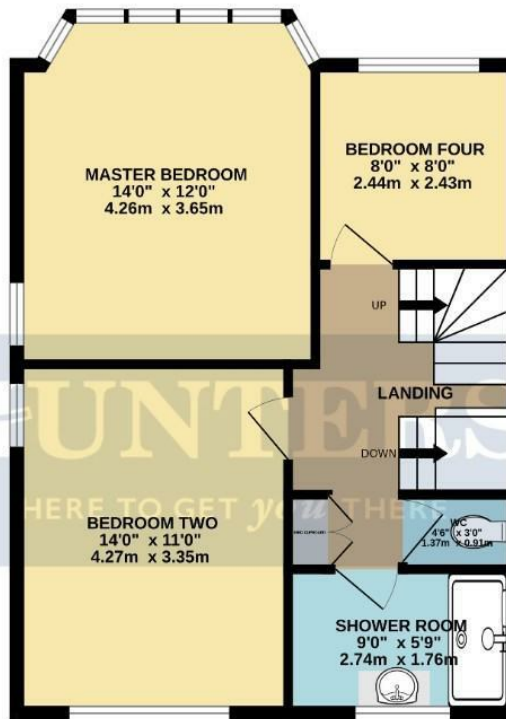 MASTER BEDROOM
14'0" x 12'0"
4.26m x 3.65m
BEDROOM FOUR
8'0" x 8'0"
2.44m x 2.43m
UP
LANDING
DOWN
UNTERS
HERE TO GET you THERE
BEDROOM TWO
14'0" x 11'0"
4.27m x 3.35m
WC
4'6" x 3'0"
1.37m x 0.91m
SHOWER ROOM
9'0" x 5'9"
2.74m x 1.76m